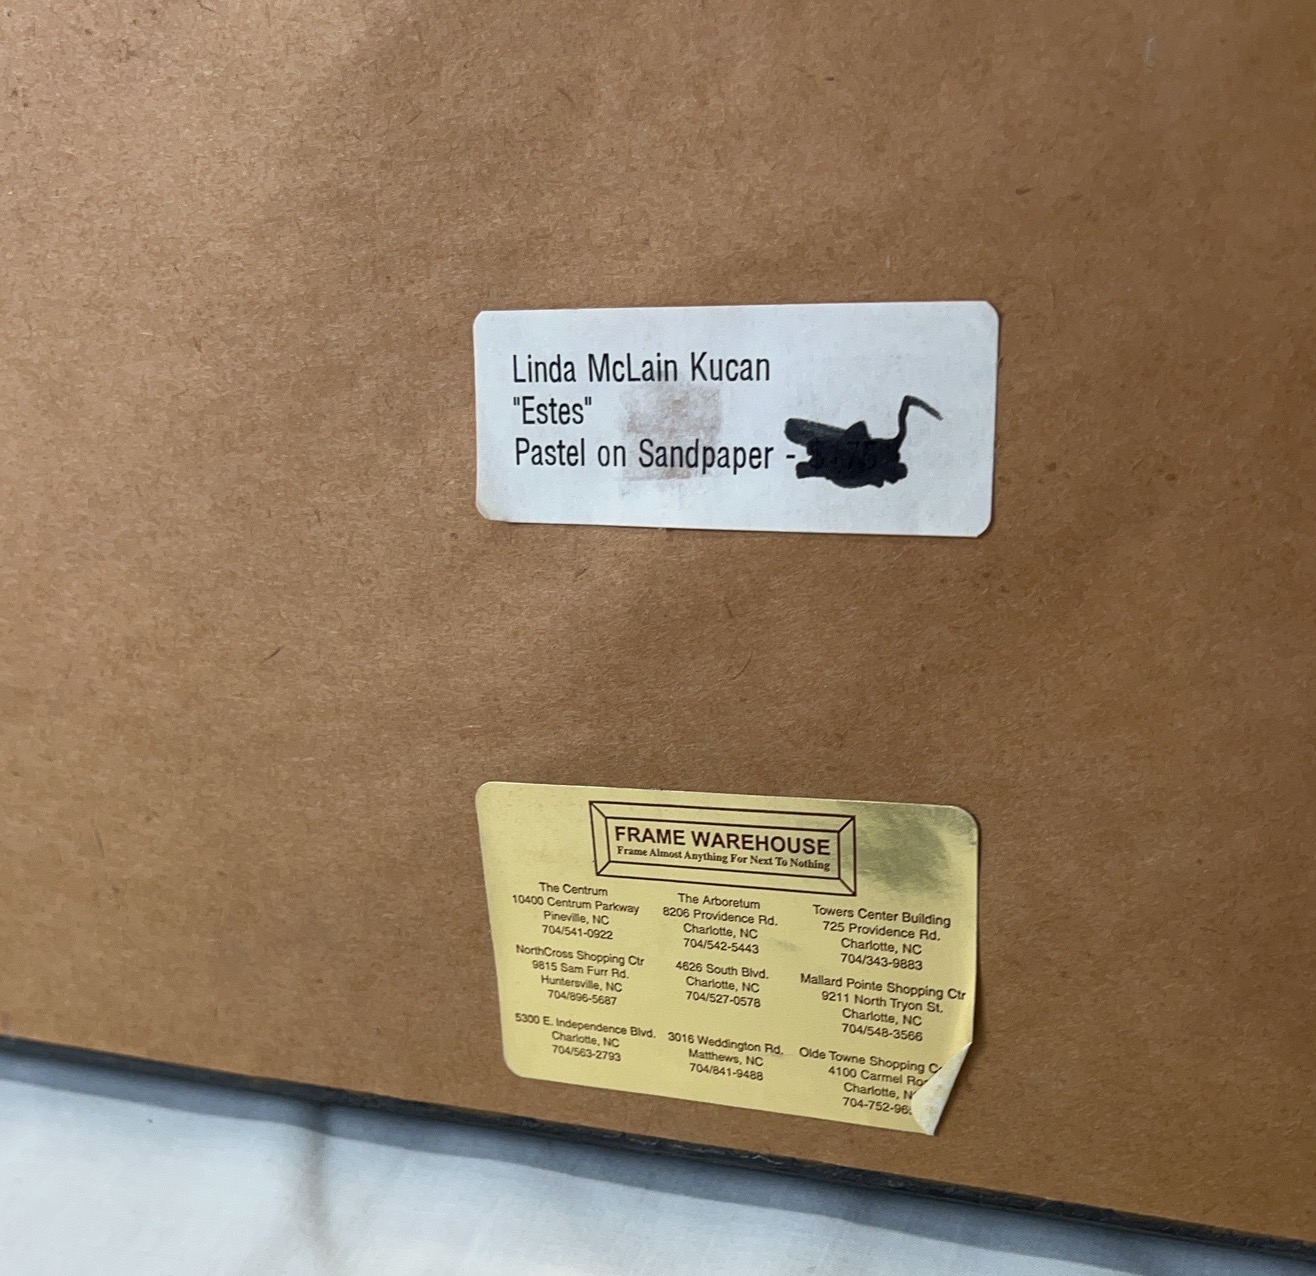 Linda McLain Kucan
"Estes"
Pastel on Sandpaper -
FRAME WAREHOUSE
Frame Almost Anything For Next To Nothing
The Centrum
10400 Centrum Parkway
Pineville, NC
704/541-0922
The Arboretum
8206 Providence Rd.
Charlotte, NC
704/542-5443
Towers Center Building
725 Providence Rd.
Charlotte, NC
704/343-9883
NorthCross Shopping Ctr
9815 Sam Furr Rd.
Huntersville, NC
704/896-5687
4626 South Blvd.
Charlotte, NC
704/527-0578
Mallard Pointe Shopping Ctr
9211 North Tryon St.
Charlotte, NC
704/548-3566
5300 E. Independence Blvd.
Charlotte, NC
704/563-2793
3016 Weddington Rd.
Matthews, NC
704/841-9488
Olde Towne Shopping
4100 Carmel
Charlotte,